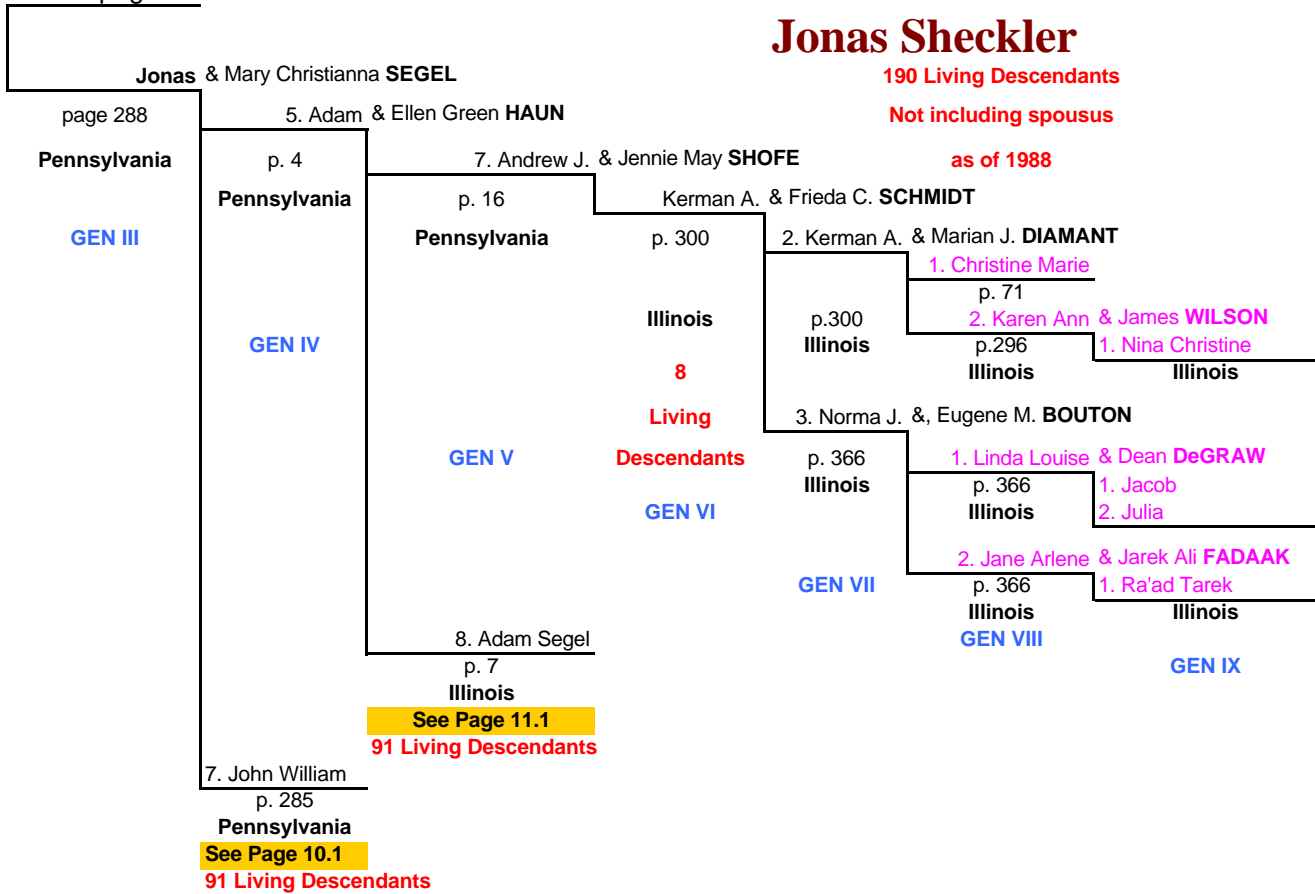 Jonas Sheckler
190 Living Descendants
Not including spousus
as of 1988
Jonas & Mary Christianna SEGEL
page 288
Pennsylvania
GEN III
5. Adam & Ellen Green HAUN
p. 4
Pennsylvania
GEN IV
7. Andrew J. & Jennie May SHOFE
p. 16
Pennsylvania
GEN V
Kerman A. & Frieda C. SCHMIDT
p. 300
Illinois
8
Living
Descendants
GEN VI
2. Kerman A. & Marian J. DIAMANT
p.300
Illinois
1. Christine Marie
p. 71
2. Karen Ann & James WILSON
p.296
Illinois
1. Nina Christine
Illinois
3. Norma J. &, Eugene M. BOUTON
p. 366
Illinois
GEN VII
1. Linda Louise & Dean DeGRAW
p. 366
Illinois
1. Jacob
2. Julia
2. Jane Arlene & Jarek Ali FADAAK
p. 366
Illinois
GEN VIII
1. Ra'ad Tarek
Illinois
GEN IX
8. Adam Segel
p. 7
Illinois
See Page 11.1
91 Living Descendants
7. John William
p. 285
Pennsylvania
See Page 10.1
91 Living Descendants